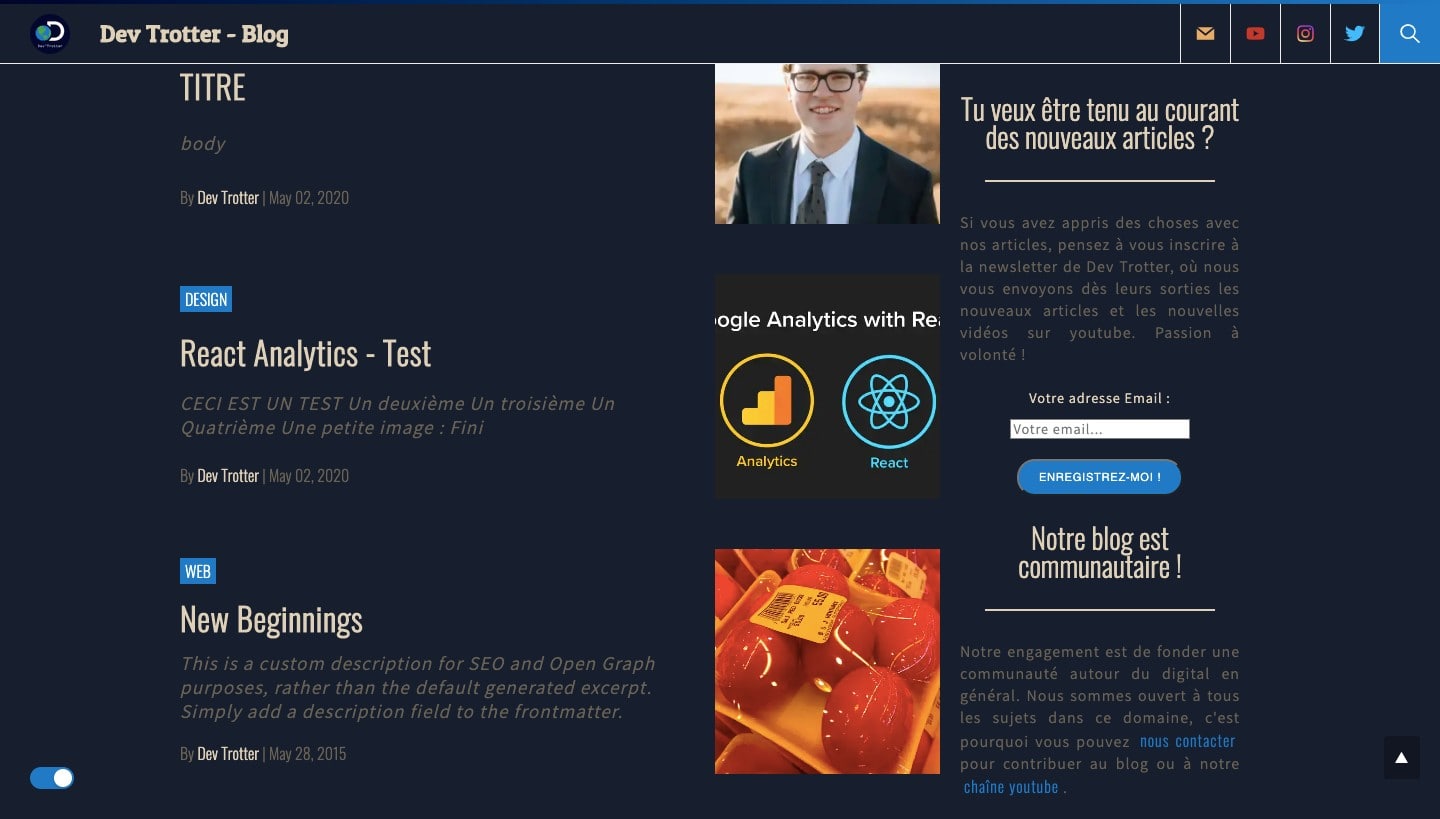 Dev Trotter - Blog
TITRE
body
By Dev Trotter | May 02, 2020
DESIGN
React Analytics - Test
CECI EST UN TEST Un deuxième Un troisième Un
Quatrième Une petite image : Fini
By Dev Trotter | May 02, 2020
oogle Analytics with Rea
Analytics
React
WEB
New Beginnings
This is a custom description for SEO and Open Graph
purposes, rather than the default generated excerpt.
Simply add a description field to the frontmatter.
By Dev Trotter | May 28, 2015
Tu veux être tenu au courant
des nouveaux articles ?
Si vous avez appris des choses avec
nos articles, pensez à vous inscrire à
la newsletter de Dev Trotter, où nous
vous envoyons dès leurs sorties les
nouveaux articles et les nouvelles
vidéos sur youtube. Passion à
volonté !
Votre adresse Email :
Votre email...
ENREGISTREZ-MOI !
Notre blog est
communautaire !
Notre engagement est de fonder une
communauté autour du digital en
général. Nous sommes ouvert à tous
les sujets dans ce domaine, c'est
pourquoi vous pouvez nous contacter
pour contribuer au blog ou à notre
chaîne youtube .